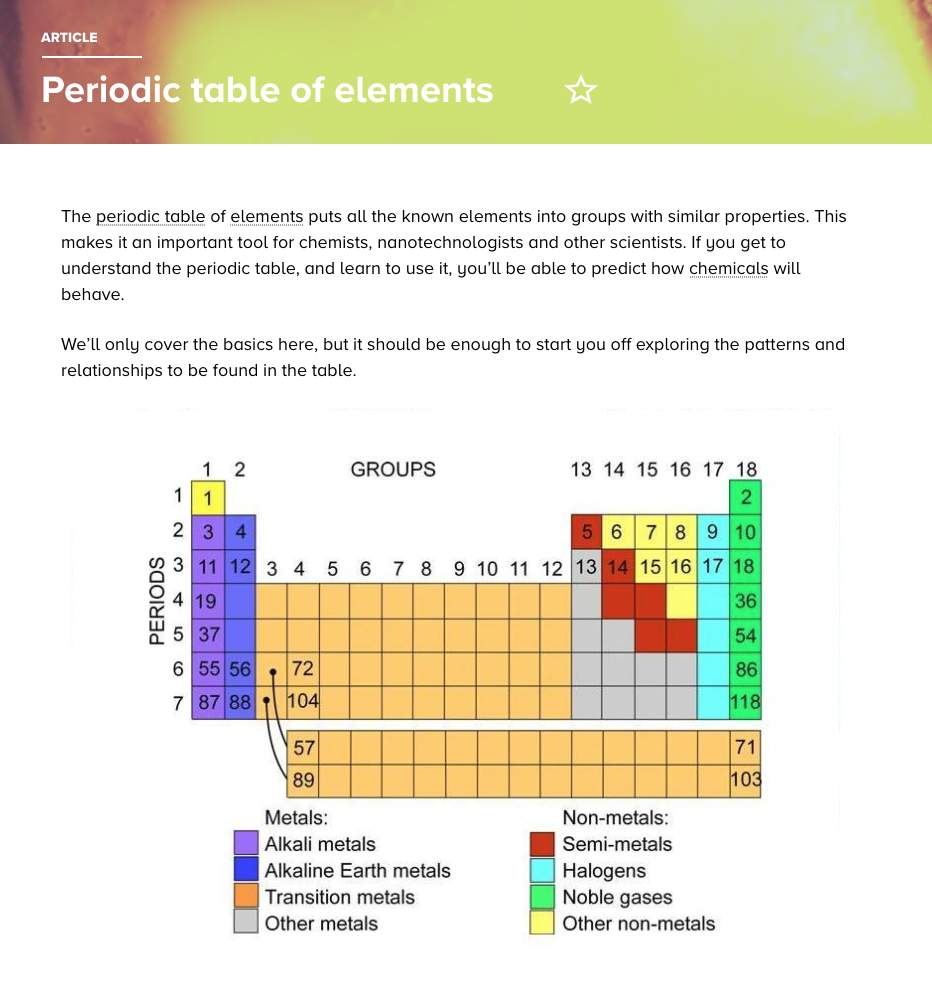 ARTICLE
Periodic table of elements
The periodic table of elements puts all the known elements into groups with similar properties. This
makes it an important tool for chemists, nanotechnologists and other scientists. If you get to
understand the periodic table, and learn to use it, you’ll be able to predict how chemicals will
behave.
We’ll only cover the basics here, but it should be enough to start you off exploring the patterns and
relationships to be found in the table.
1 2 GROUPS 13 14 15 16 17 18
1 1 2
2 3 4 5 6 7 8 9 10
PERIODS
3 11 12 3 4 5 6 7 8 9 10 11 12 13 14 15 16 17 18
4 19 36
5 37 54
6 55 56 72 86
7 87 88 104 118
57 71
89 103
Metals:
Alkali metals
Alkaline Earth metals
Transition metals
Other metals
Non-metals:
Semi-metals
Halogens
Noble gases
Other non-metals